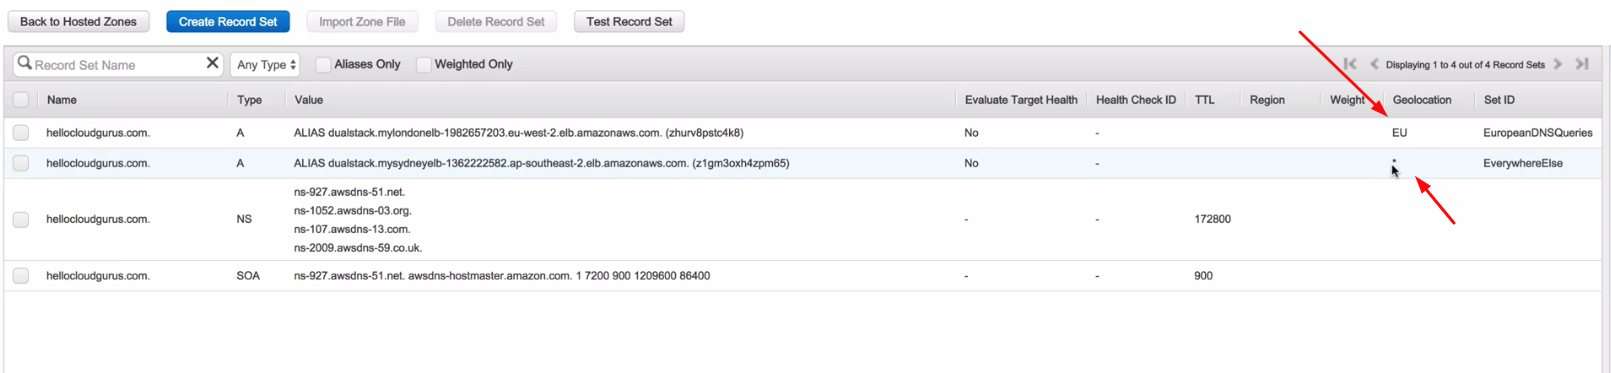 Back to Hosted Zones Create Record Set Import Zone File Delete Record Set Test Record Set
Record Set Name Any Type Aliases Only Weighted Only Displaying 1 to 4 out of 4 Record Sets
Name Type Value Evaluate Target Health Health Check ID TTL Region Weight Geolocation Set ID
hellocloudgurus.com. A ALIAS dualstack.mylondonelb-1982657203.eu-west-2.elb.amazonaws.com. (zhurv8pstc4k8) No - EU EuropeanDNSQueries
hellocloudgurus.com. A ALIAS dualstack.mysydneyelb-1362222582.ap-southeast-2.elb.amazonaws.com. (z1gm3oxh4zpm65) No - * EverywhereElse
ns-927.awsdns-51.net.
ns-1052.awsdns-03.org.
hellocloudgurus.com. NS - - 172800
ns-107.awsdns-13.com.
ns-2009.awsdns-59.co.uk.
hellocloudgurus.com. SOA ns-927.awsdns-51.net. awsdns-hostmaster.amazon.com. 1 7200 900 1209600 86400 - - 900